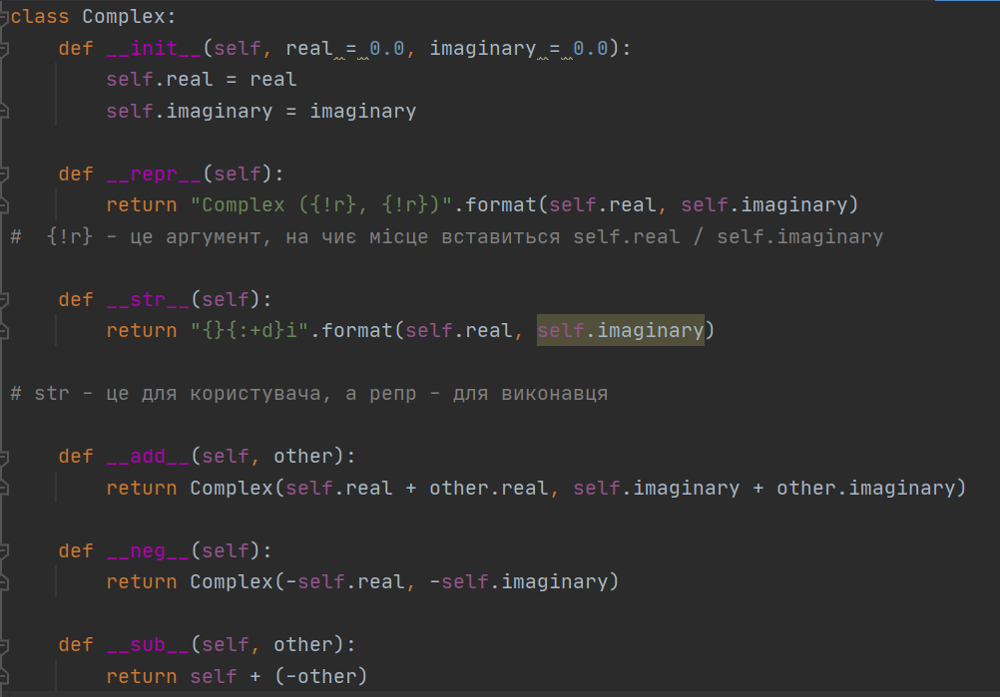 class Complex:
    def __init__(self, real = 0.0, imaginary = 0.0):
        self.real = real
        self.imaginary = imaginary
    def __repr__(self):
        return "Complex ({!r}, {!r})".format(self.real, self.imaginary)
#  {!r} - це аргумент, на чиє місце вставиться self.real / self.imaginary
    def __str__(self):
        return "{}{:+d}i".format(self.real, self.imaginary)
# str - це для користувача, а репр - для виконавця
    def __add__(self, other):
        return Complex(self.real + other.real, self.imaginary + other.imaginary)
    def __neg__(self):
        return Complex(-self.real, -self.imaginary)
    def __sub__(self, other):
        return self + (-other)